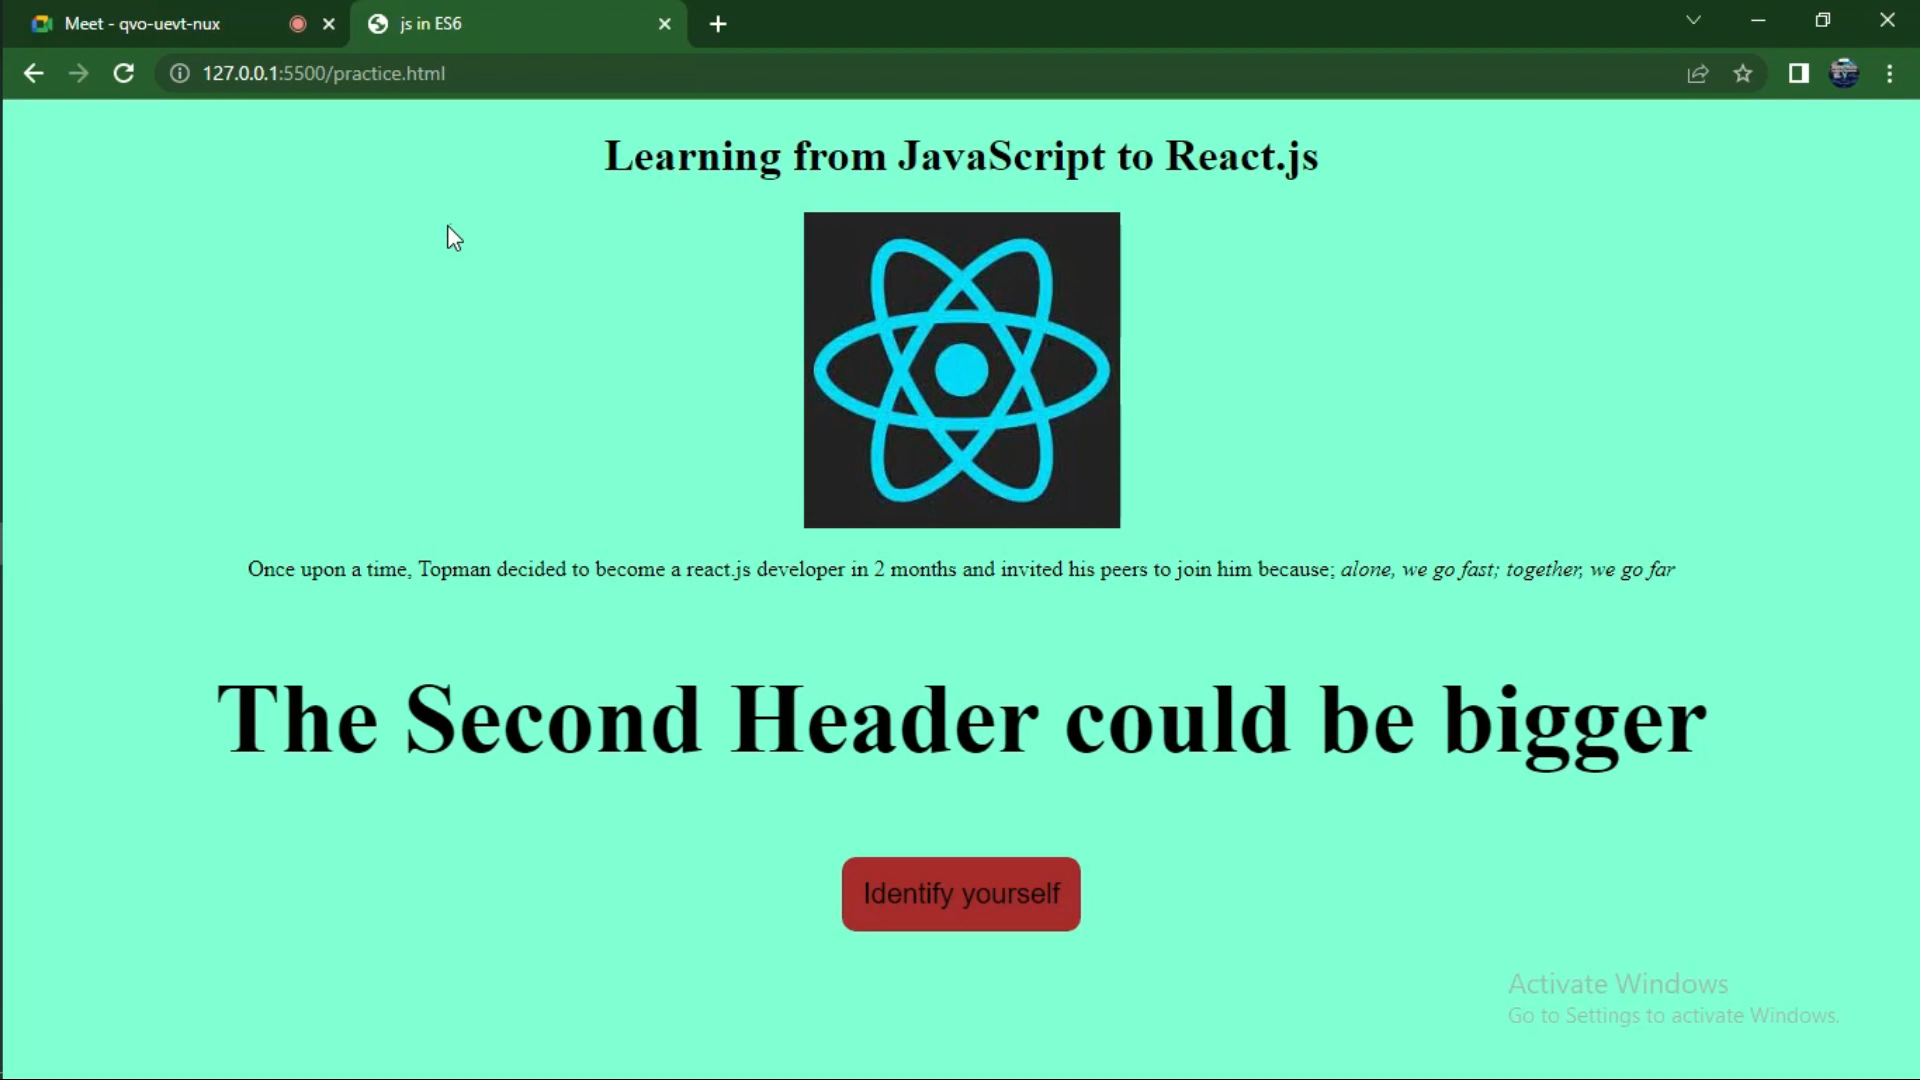 Meet - qvo-uevt-nux
js in ES6
127.0.0.1:5500/practice.html
Learning from JavaScript to React.js
Once upon a time, Topman decided to become a react.js developer in 2 months and invited his peers to join him because; alone, we go fast; together, we go far
The Second Header could be bigger
Identify yourself
Activate Windows
Go to Settings to activate Windows.